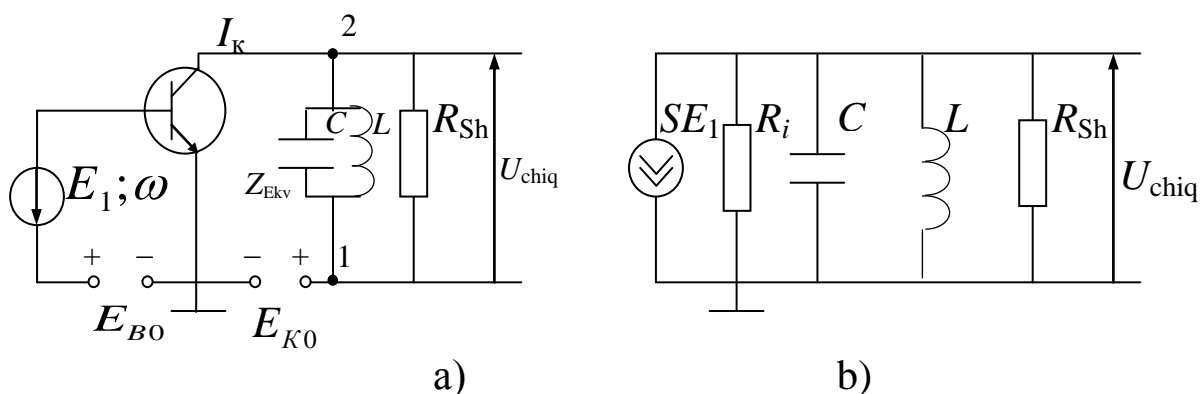 I_к
2
C
L
R_Sh
Z_Ekv
U_chiq
E_1;ω
+
−
−
+
1
E_B0
E_K0
a)
SE_1
R_i
C
L
R_Sh
U_chiq
b)